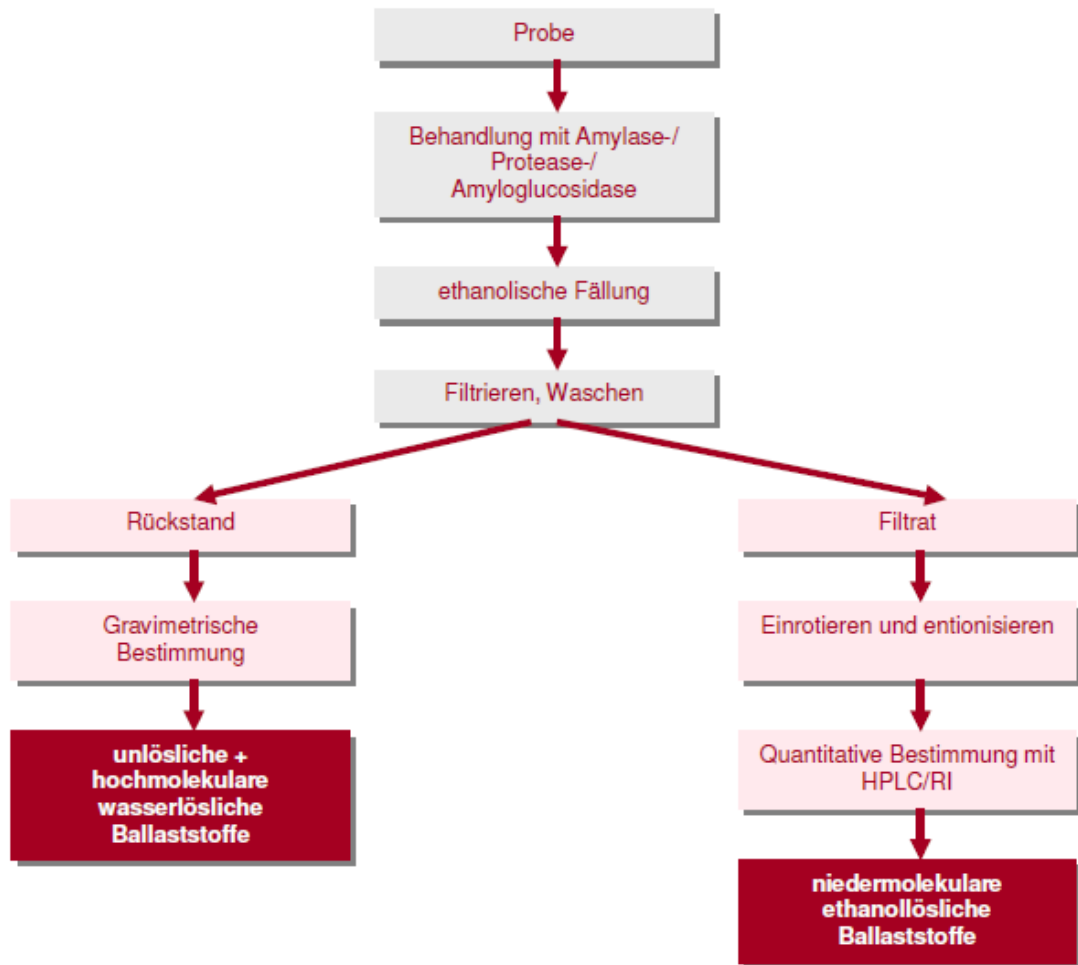 Probe
Behandlung mit Amylase-/
Protease-/
Amyloglucosidase
ethanolische Fällung
Filtrieren, Waschen
Rückstand
Filtrat
Gravimetrische
Bestimmung
Einrotieren und entionisieren
unlösliche +
hochmolekulare
wasserlösliche
Ballaststoffe
Quantitative Bestimmung mit
HPLC/RI
niedermolekulare
ethanollösliche
Ballaststoffe